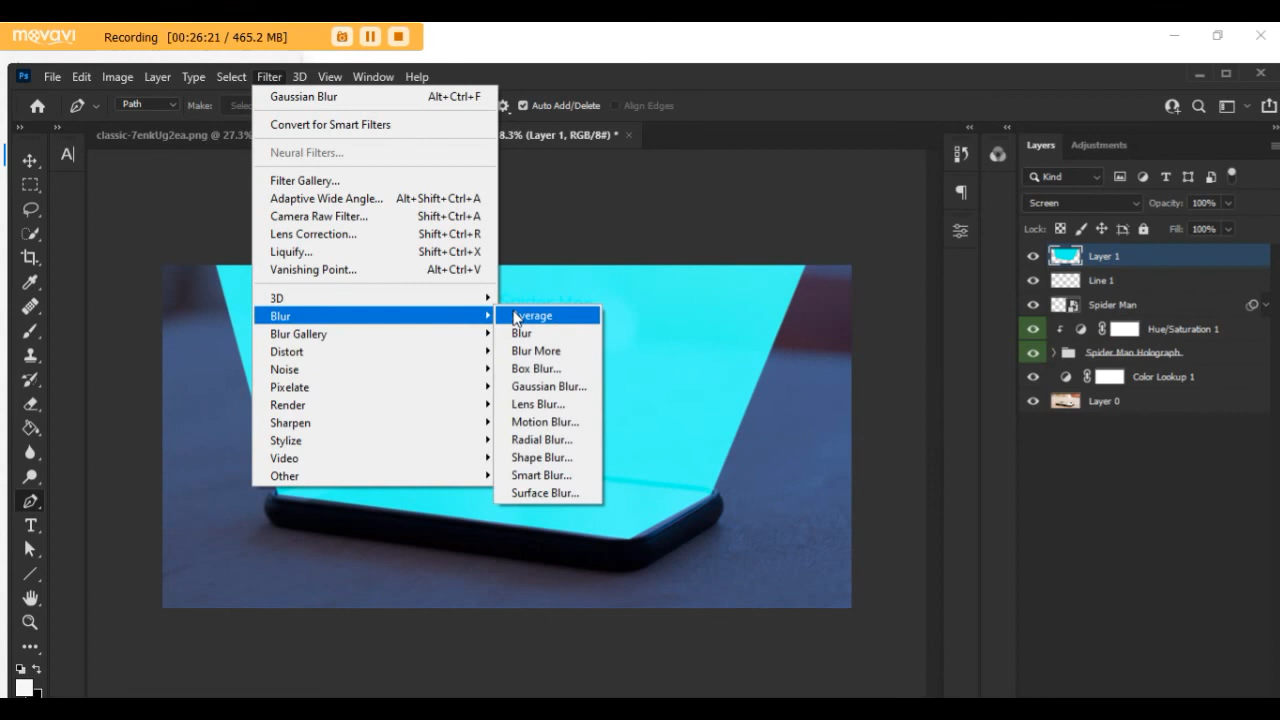 movavi Recording [00:26:21 / 465.2 MB]
Ps File Edit Image Layer Type Select Filter 3D View Window Help
Path Make: Auto Add/Delete Align Edges
classic-7enkUg2ea.png @ 27.3% 8.3% (Layer 1, RGB/8#) * ×
A|
Gaussian Blur Alt+Ctrl+F
Convert for Smart Filters
Neural Filters...
Filter Gallery...
Adaptive Wide Angle... Alt+Shift+Ctrl+A
Camera Raw Filter... Shift+Ctrl+A
Lens Correction... Shift+Ctrl+R
Liquify... Shift+Ctrl+X
Vanishing Point... Alt+Ctrl+V
3D
Blur
Blur Gallery
Distort
Noise
Pixelate
Render
Sharpen
Stylize
Video
Other
Average
Blur
Blur More
Box Blur...
Gaussian Blur...
Lens Blur...
Motion Blur...
Radial Blur...
Shape Blur...
Smart Blur...
Surface Blur...
Layers Adjustments
Kind
Screen Opacity: 100%
Lock: Fill: 100%
Layer 1
Line 1
Spider Man
Hue/Saturation 1
Spider Man Holograph
Color Lookup 1
Layer 0